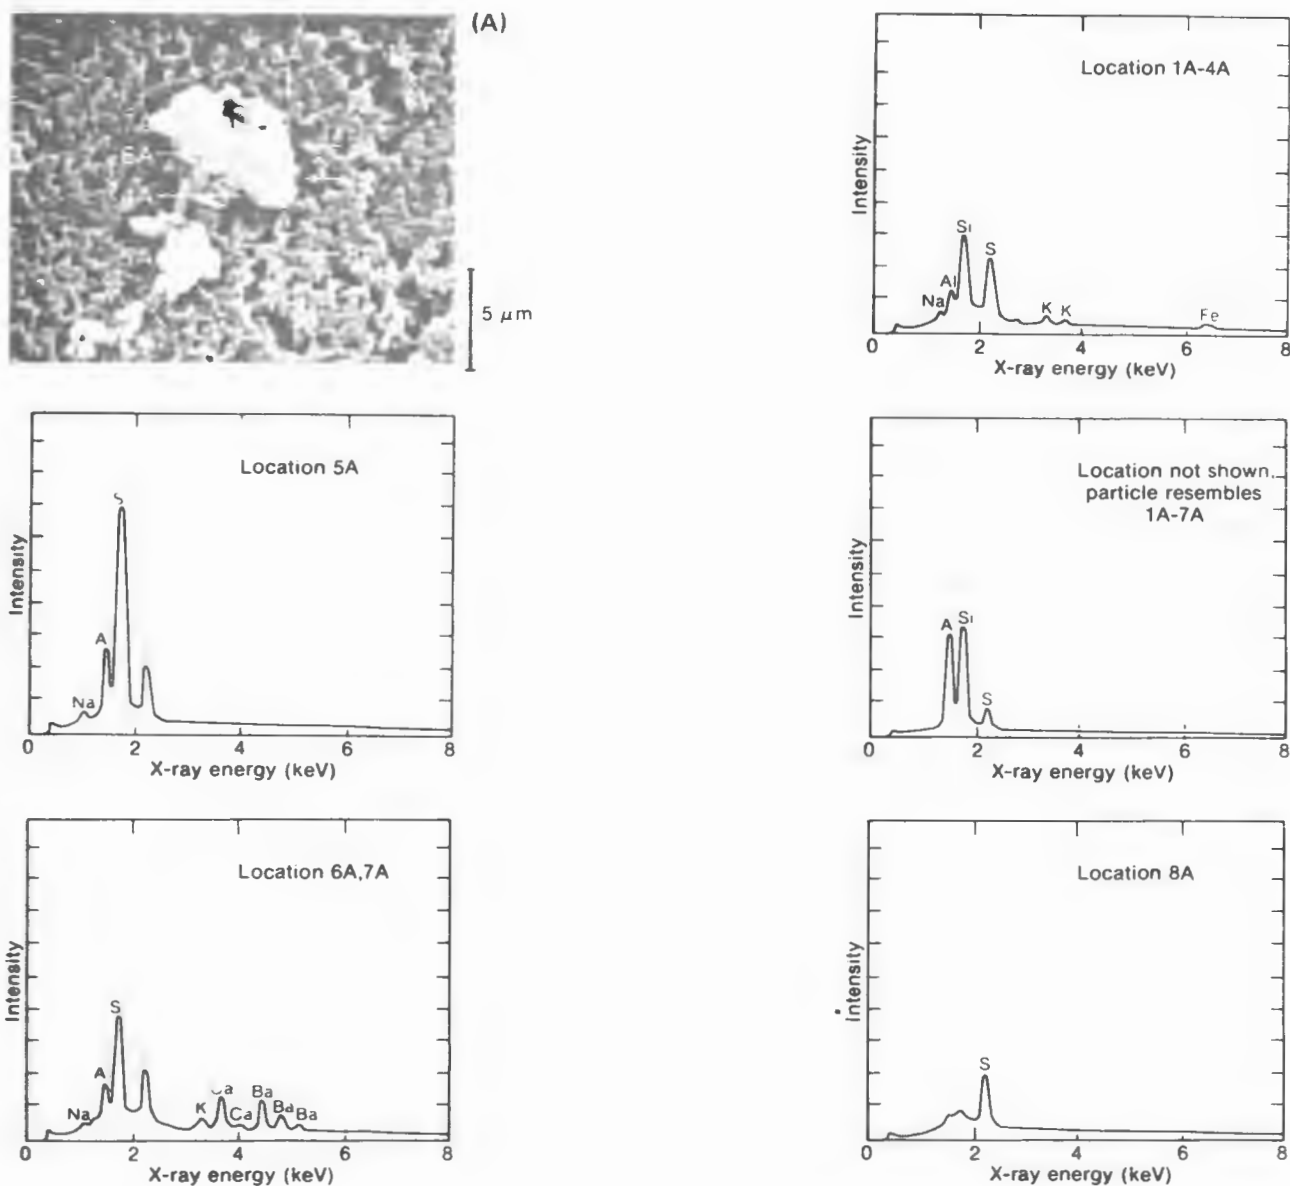 (A)
5 μm
Location 1A-4A
Intensity
Na
Al
Si
S
K
K
Fe
0
2
4
6
8
X-ray energy (keV)
Location 5A
Intensity
Na
A
S
0
2
4
6
8
X-ray energy (keV)
Location not shown.
particle resembles
1A-7A
Intensity
A
Si
S
0
2
4
6
8
X-ray energy (keV)
Location 6A,7A
Intensity
Na
A
S
K
Ca
Ca
Ba
Ba
Ba
0
2
4
6
8
X-ray energy (keV)
Location 8A
Intensity
S
0
2
4
6
8
X-ray energy (keV)